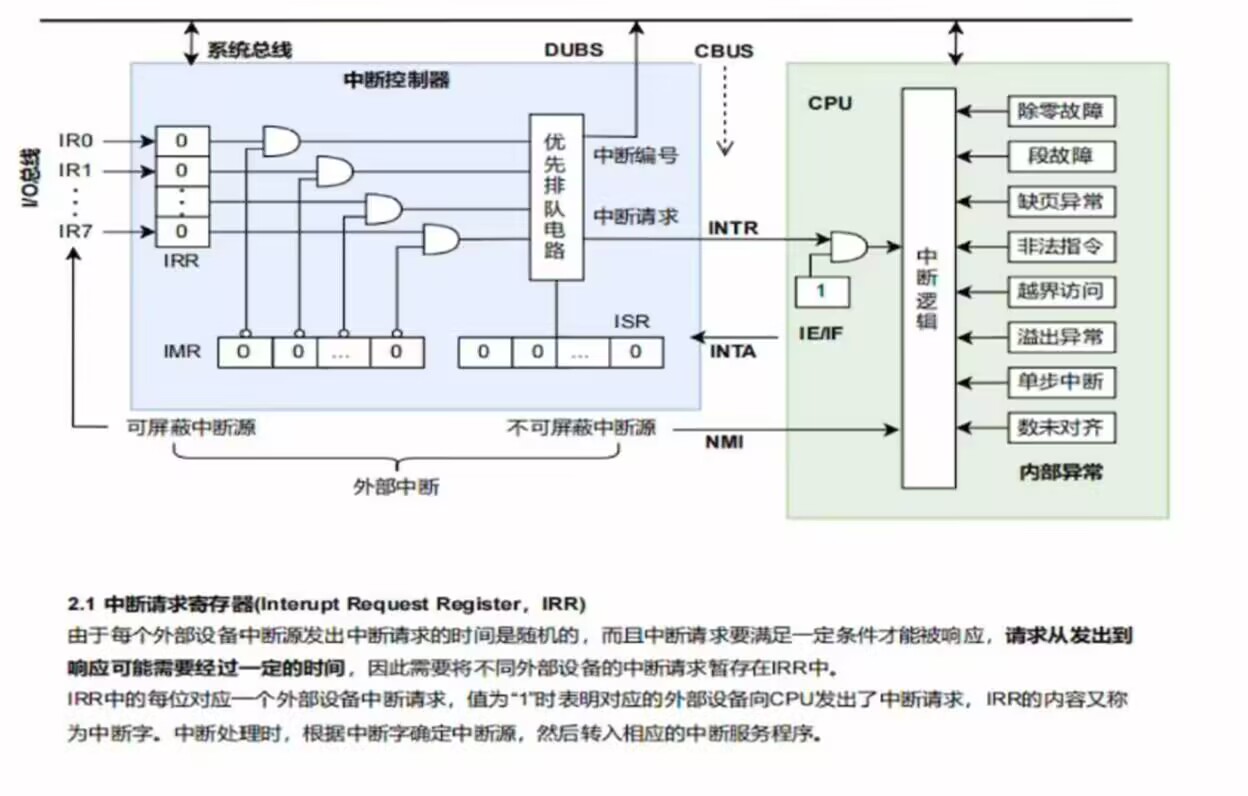 系统总线
DUBS
CBUS
中断控制器
CPU
I/O总线
IR0
0
IR1
0
IR7
0
IRR
优先排队电路
中断编号
中断请求
INTR
1
IE/IF
中断逻辑
除零故障
段故障
缺页异常
非法指令
越界访问
溢出异常
单步中断
数未对齐
内部异常
IMR
0 0 ... 0
ISR
0 0 ... 0
INTA
可屏蔽中断源
不可屏蔽中断源
NMI
外部中断
2.1 中断请求寄存器(Interupt Request Register，IRR)
由于每个外部设备中断源发出中断请求的时间是随机的，而且中断请求要满足一定条件才能被响应，请求从发出到
响应可能需要经过一定的时间，因此需要将不同外部设备的中断请求暂存在IRR中。
IRR中的每位对应一个外部设备中断请求，值为“1”时表明对应的外部设备向CPU发出了中断请求，IRR的内容又称
为中断字。中断处理时，根据中断字确定中断源，然后转入相应的中断服务程序。